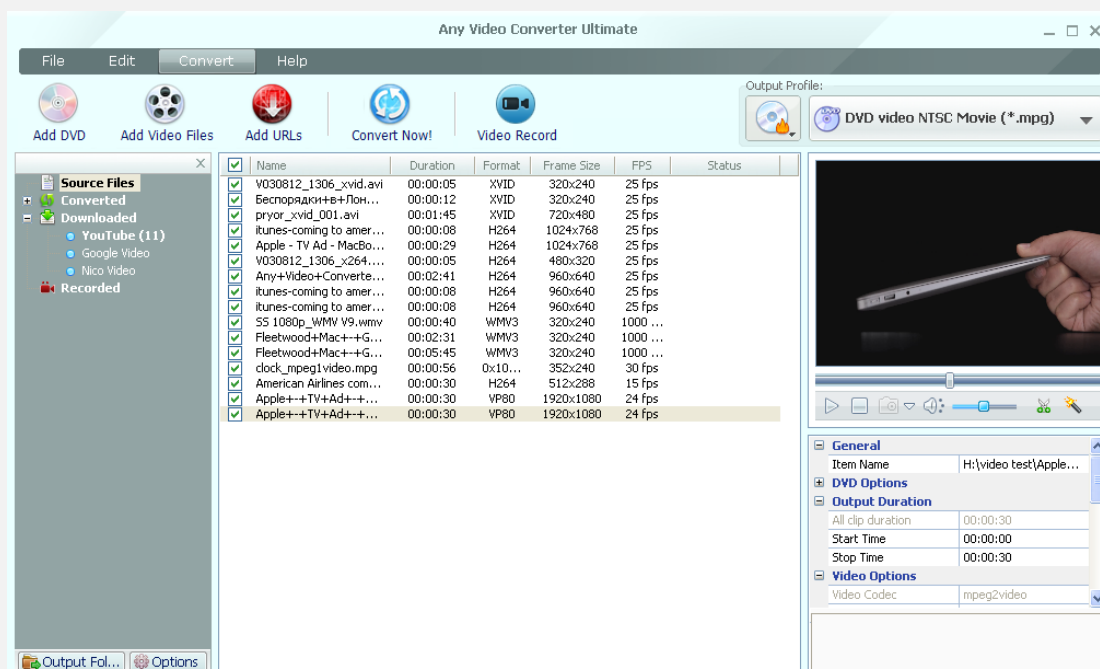 Any Video Converter Ultimate
File Edit Convert Help
Add DVD Add Video Files Add URLs Convert Now! Video Record
Output Profile:
DVD video NTSC Movie (*.mpg)
Source Files
Converted
Downloaded
YouTube (11)
Google Video
Nico Video
Recorded
Output Fol... Options
Name Duration Format Frame Size FPS Status
V030812_1306_xvid.avi 00:00:05 XVID 320x240 25 fps
Беспорядки+в+Лон... 00:00:12 XVID 320x240 25 fps
pryor_xvid_001.avi 00:01:45 XVID 720x480 25 fps
itunes-coming to amer... 00:00:08 H264 1024x768 25 fps
Apple - TV Ad - MacBo... 00:00:29 H264 1024x768 25 fps
V030812_1306_x264.... 00:00:05 H264 480x320 25 fps
Any+Video+Converte... 00:02:41 H264 960x640 25 fps
itunes-coming to amer... 00:00:08 H264 960x640 25 fps
itunes-coming to amer... 00:00:08 H264 960x640 25 fps
SS 1080p_WMV V9.wmv 00:00:40 WMV3 320x240 1000 ...
Fleetwood+Mac+-+G... 00:02:31 WMV3 320x240 1000 ...
Fleetwood+Mac+-+G... 00:05:45 WMV3 320x240 1000 ...
clock_mpeg1video.mpg 00:00:56 0x10... 352x240 30 fps
American Airlines com... 00:00:30 H264 512x288 15 fps
Apple+-+TV+Ad+-+... 00:00:30 VP80 1920x1080 24 fps
Apple+-+TV+Ad+-+... 00:00:30 VP80 1920x1080 24 fps
General
Item Name H:\video test\Apple...
DVD Options
Output Duration
All clip duration 00:00:30
Start Time 00:00:00
Stop Time 00:00:30
Video Options
Video Codec mpeg2video